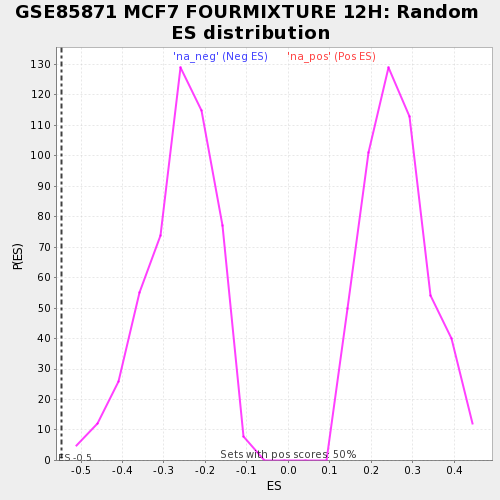 GSE85871 MCF7 FOURMIXTURE 12H: Random
ES distribution
'na_neg' (Neg ES) 'na_pos' (Pos ES)
130
120
110
100
90
80
70
60
50
40
30
20
10
0
P(ES)
ES -0.5
Sets with pos scores: 50%
-0.5 -0.4 -0.3 -0.2 -0.1 0.0 0.1 0.2 0.3 0.4
ES